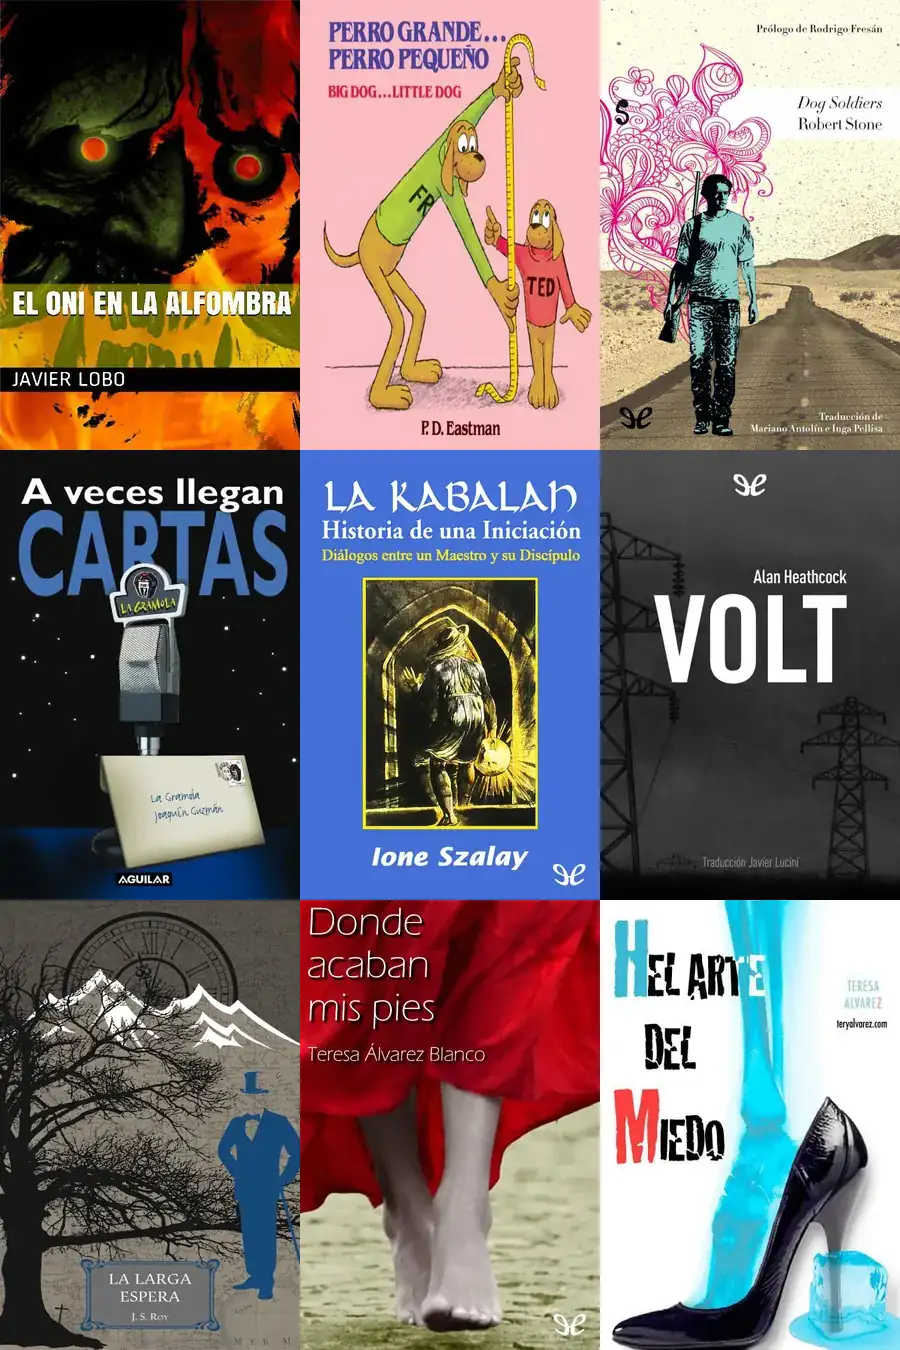 EL ONI EN LA ALFOMBRA
JAVIER LOBO
PERRO GRANDE...
PERRO PEQUEÑO
BIG DOG...LITTLE DOG
FR
TED
P. D. Eastman
Prólogo de Rodrigo Fresán
Dog Soldiers
Robert Stone
S
Traducción de
Mariano Antolín e Inga Pellisa
A veces llegan
CARTAS
LA GRAMOLA
La Gramola
Joaquín Guzmán
AGUILAR
LA KABALAH
Historia de una Iniciación
Diálogos entre un Maestro y su Discípulo
Ione Szalay
Alan Heathcock
VOLT
Traducción Javier Lucini
LA LARGA
ESPERA
J. S. Roy
Donde
acaban
mis pies
Teresa Álvarez Blanco
HEL ARTE
DEL
MIEDO
TERESA
ALVAREZ
teryalvarez.com